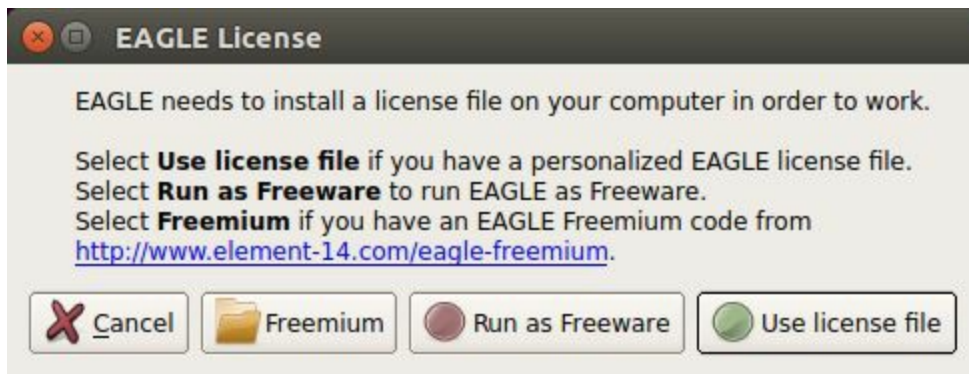 EAGLE License
EAGLE needs to install a license file on your computer in order to work.
Select Use license file if you have a personalized EAGLE license file.
Select Run as Freeware to run EAGLE as Freeware.
Select Freemium if you have an EAGLE Freemium code from
http://www.element-14.com/eagle-freemium.
Cancel Freemium Run as Freeware Use license file